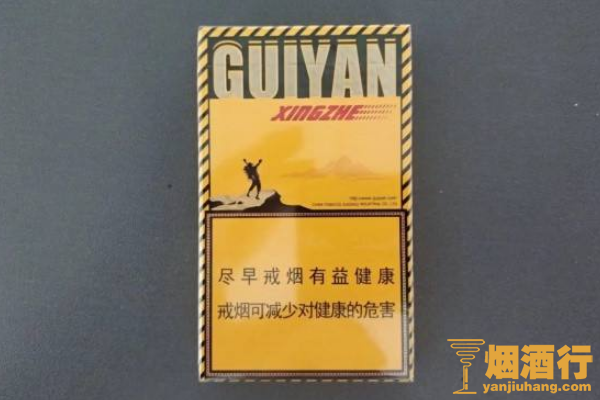 GUIYAN
XINGZHE
尽早戒烟有益健康
戒烟可减少对健康的危害
烟酒行
yanjiuhang.com